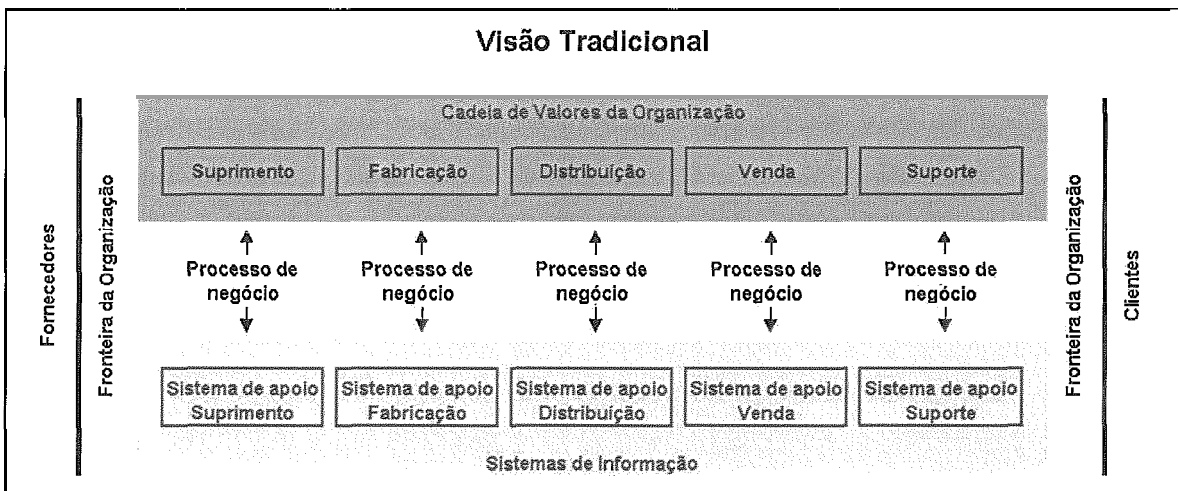 Visão Tradicional
Cadeia de Valores da Organização
Suprimento
Fabricação
Distribuição
Venda
Suporte
Fornecedores
Fronteira da Organização
Processo de
negócio
Processo de
negócio
Processo de
negócio
Processo de
negócio
Processo de
negócio
Fronteira da Organização
Clientes
Sistema de apoio
Suprimento
Sistema de apoio
Fabricação
Sistema de apoio
Distribuição
Sistema de apoio
Venda
Sistema de apoio
Suporte
Sistemas de Informação